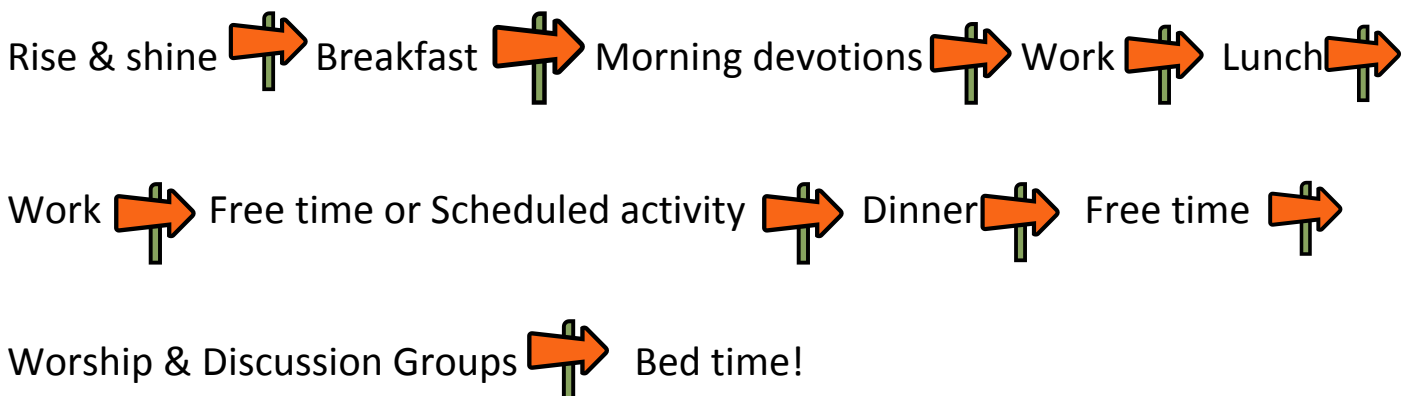 Rise & shine Breakfast Morning devotions Work Lunch
Work Free time or Scheduled activity Dinner Free time
Worship & Discussion Groups Bed time!